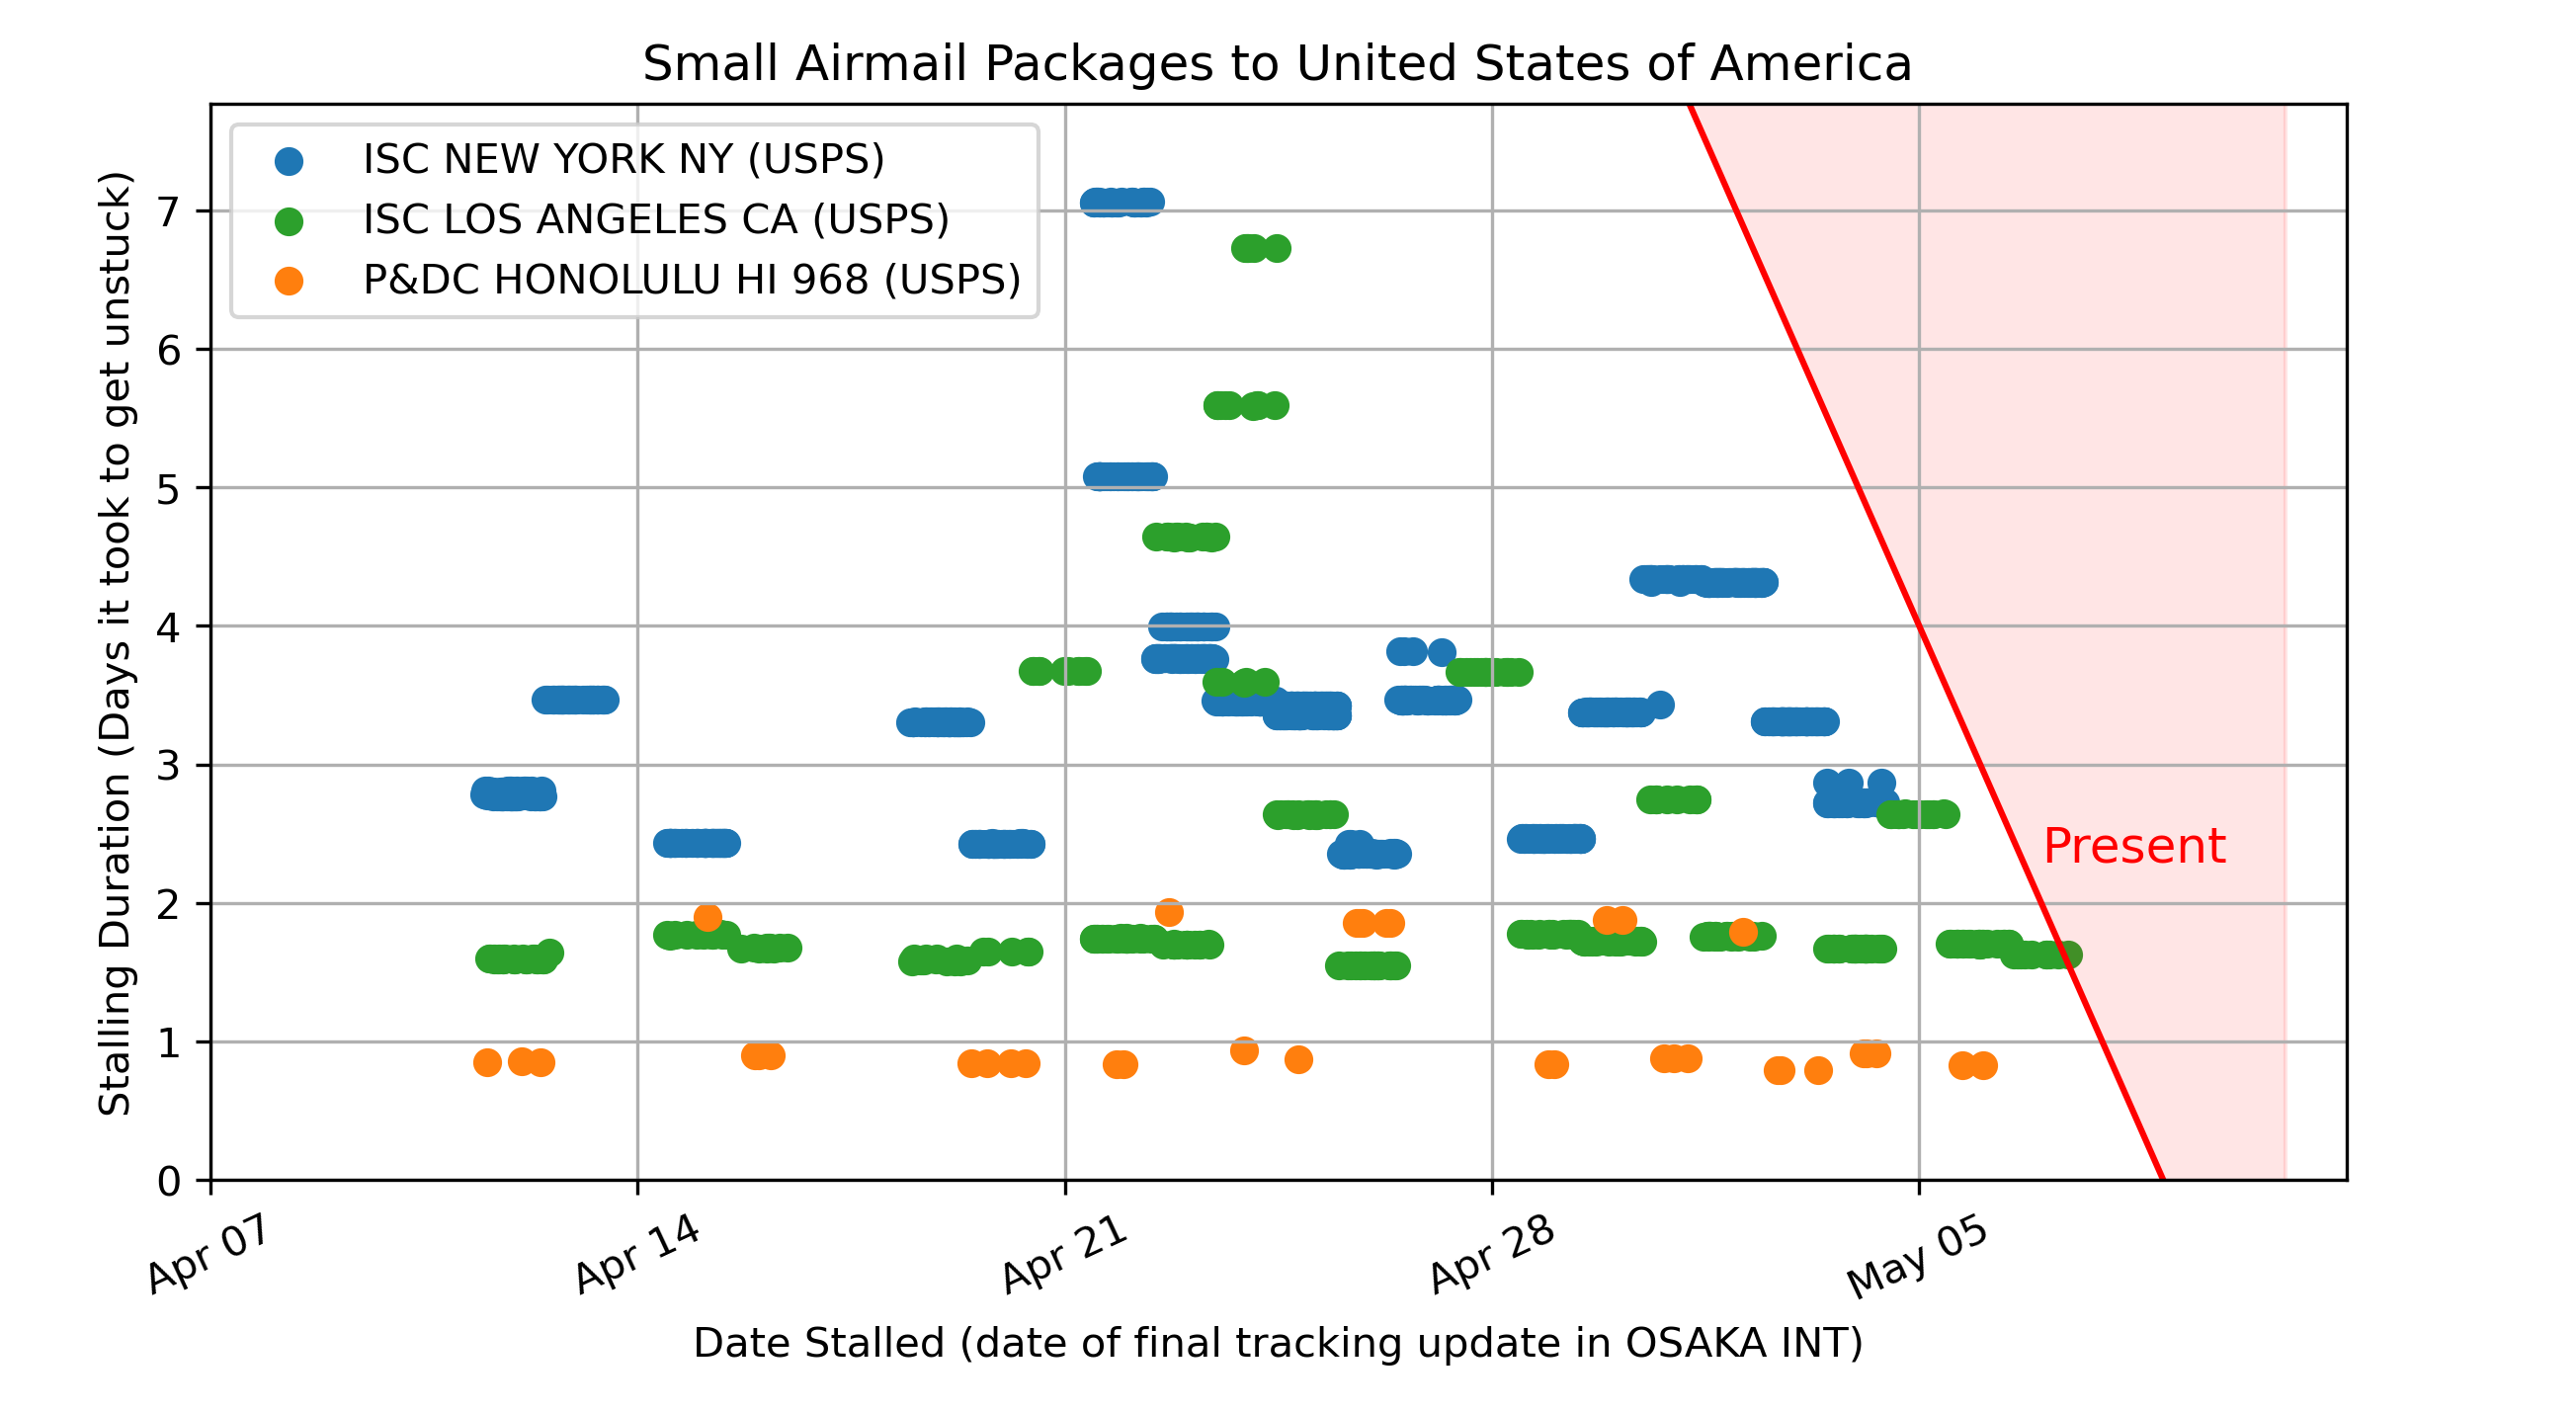 Small Airmail Packages to United States of America
ISC NEW YORK NY (USPS)
ISC LOS ANGELES CA (USPS)
P&DC HONOLULU HI 968 (USPS)
Stalling Duration (Days it took to get unstuck)
7
6
5
4
3
2
1
0
Present
Apr 07
Apr 14
Apr 21
Apr 28
May 05
Date Stalled (date of final tracking update in OSAKA INT)